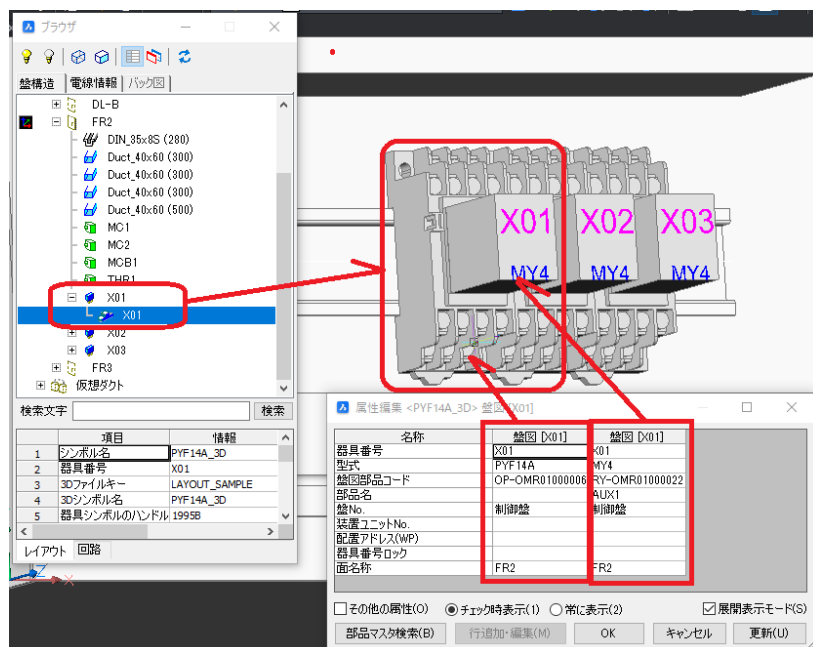 ブラウザ
盤構造 電線情報 バック図
DL-B
FR2
DIN_35x8S (280)
Duct_40x60 (300)
Duct_40x60 (300)
Duct_40x60 (300)
Duct_40x60 (500)
MC1
MC2
MCB1
THR1
X01
X01
X02
X03
FR3
仮想ダクト
検索文字 検索
項目 情報
1 シンボル名 PYF14A_3D
2 器具番号 X01
3 3Dファイルキー LAYOUT_SAMPLE
4 3Dシンボル名 PYF14A_3D
5 器具シンボルのハンドル 1995B
レイアウト 回路
Z
X
X01 X02 X03
MY4 MY4 MY4
属性編集 <PYF14A_3D> 盤図 [X01]
名称 盤図 [X01] 盤図 [X01]
器具番号 X01 X01
型式 PYF14A MY4
盤図部品コード OP-OMR01000006 RY-OMR01000022
部品名 AUX1
盤No. 制御盤 制御盤
装置ユニットNo.
配置アドレス(WP)
器具番号ロック
面名称 FR2 FR2
その他の属性(O) チェック時表示(1) 常に表示(2) 展開表示モード(S)
部品マスタ検索(B) 行追加・編集(M) OK キャンセル 更新(U)